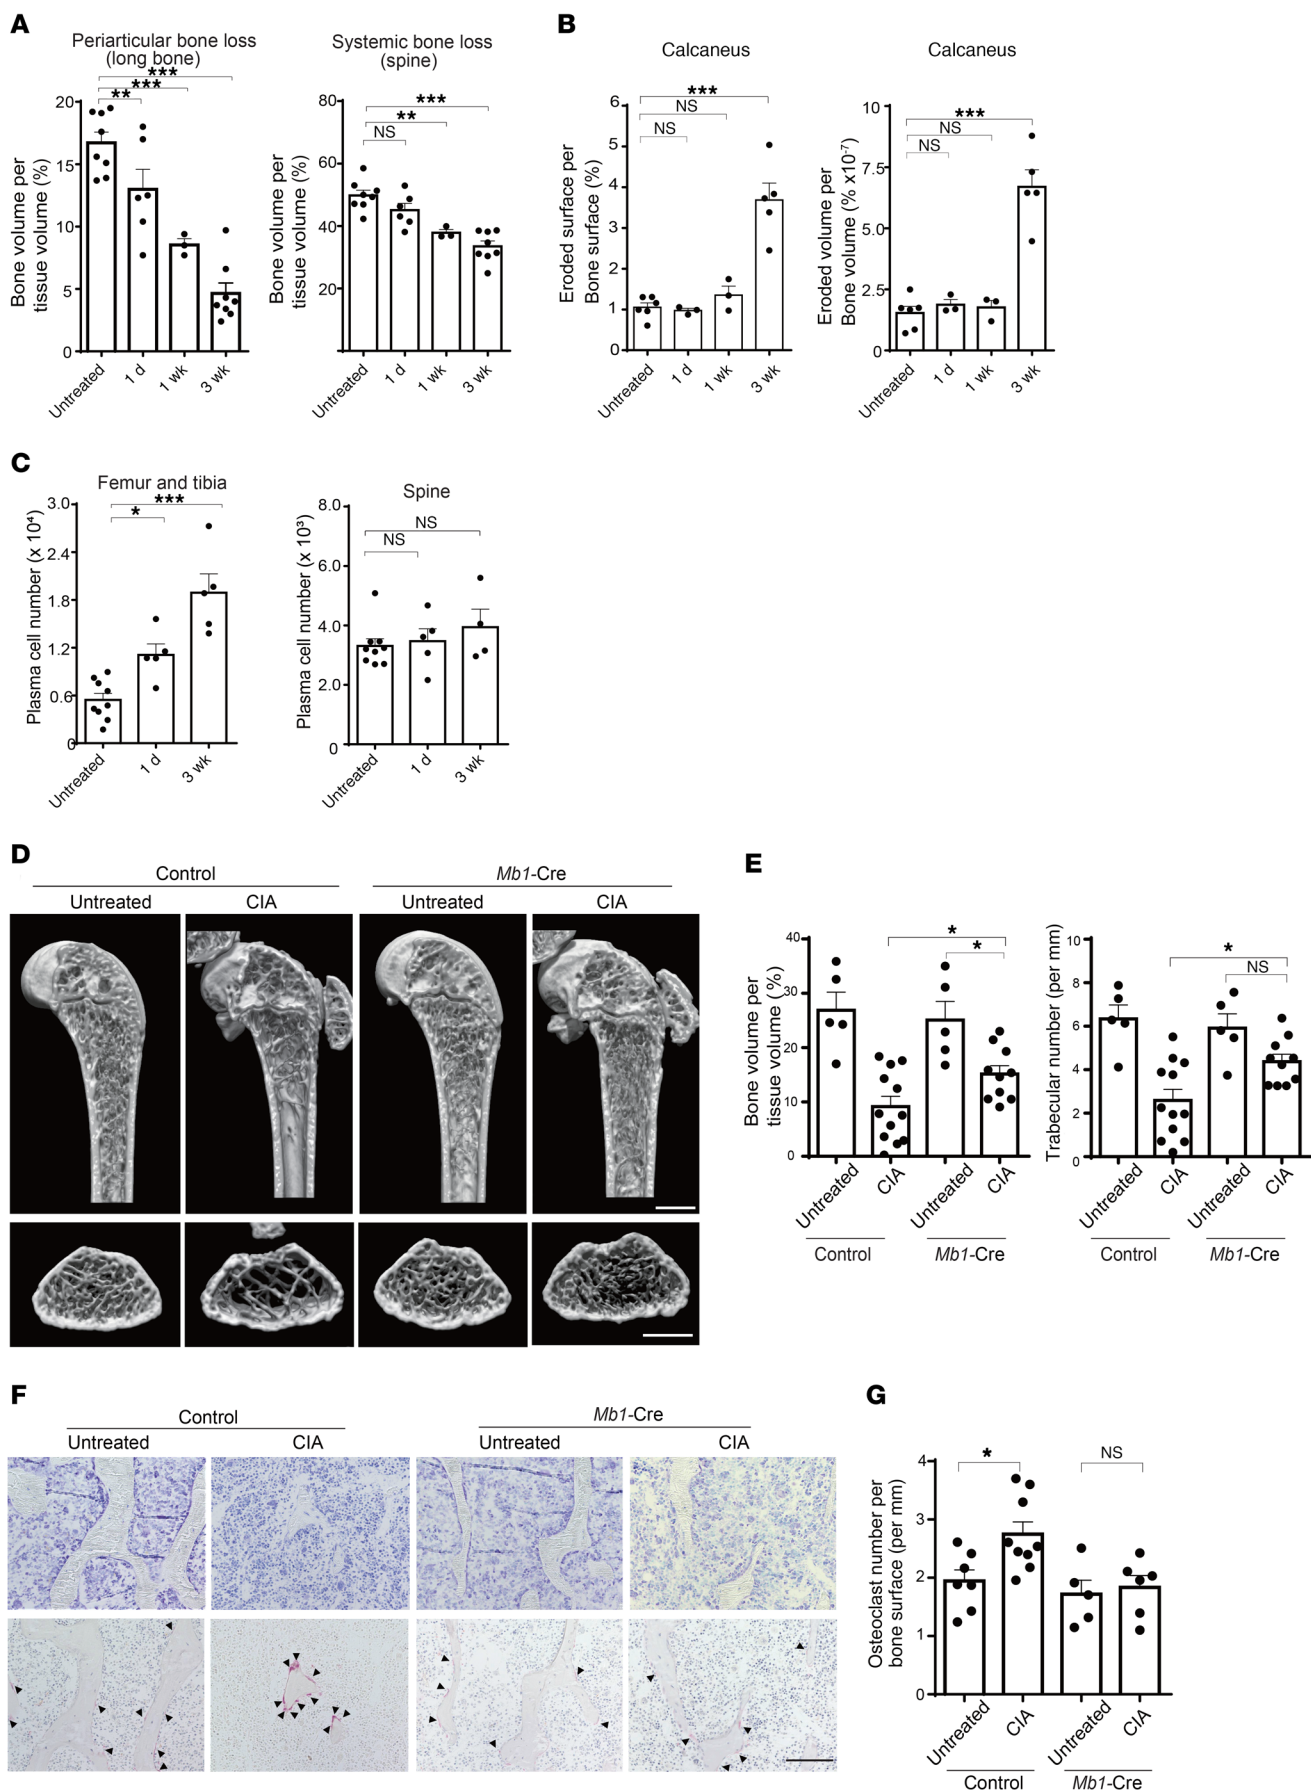 A
Periarticular bone loss
(long bone)
***
***
**
Bone volume per
tissue volume (%)
20
15
10
5
0
Untreated
1 d
1 wk
3 wk
Systemic bone loss
(spine)
***
**
NS
Bone volume per
tissue volume (%)
80
60
40
20
Untreated
1 d
1 wk
3 wk
B
Calcaneus
***
NS
NS
Eroded surface per
Bone surface (%)
6
5
4
3
2
1
0
Untreated
1 d
1 wk
3 wk
Calcaneus
***
NS
NS
Eroded volume per
Bone volume (% x10⁻⁷)
10
7.5
5.0
2.5
0
Untreated
1 d
1 wk
3 wk
C
Femur and tibia
***
*
Plasma cell number (x 10⁴)
3.0
2.4
1.8
1.2
0.6
0
Untreated
1 d
3 wk
Spine
NS
NS
Plasma cell number (x 10³)
8.0
6.0
4.0
2.0
0
Untreated
1 d
3 wk
D
Control
Mb1-Cre
Untreated
CIA
Untreated
CIA
E
*
*
Bone volume per
tissue volume (%)
40
30
20
10
0
Untreated
CIA
Untreated
CIA
Control
Mb1-Cre
*
NS
Trabecular number (per mm)
10
8
6
4
2
0
Untreated
CIA
Untreated
CIA
Control
Mb1-Cre
F
Control
Mb1-Cre
Untreated
CIA
Untreated
CIA
G
*
NS
Osteoclast number per
bone surface (per mm)
4
3
2
1
0
Untreated
CIA
Untreated
CIA
Control
Mb1-Cre